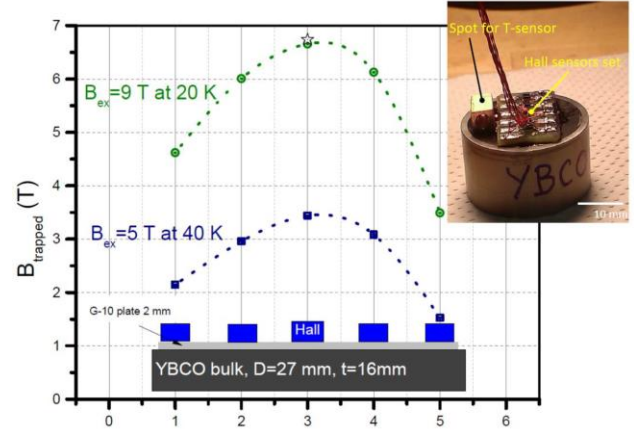 B_trapped (T)
7
6
5
4
3
2
1
0
B_ex=9 T at 20 K
B_ex=5 T at 40 K
G-10 plate 2 mm
Hall
YBCO bulk, D=27 mm, t=16mm
0 1 2 3 4 5 6
Spot for T-sensor
Hall sensors set
YBCO
10 mm